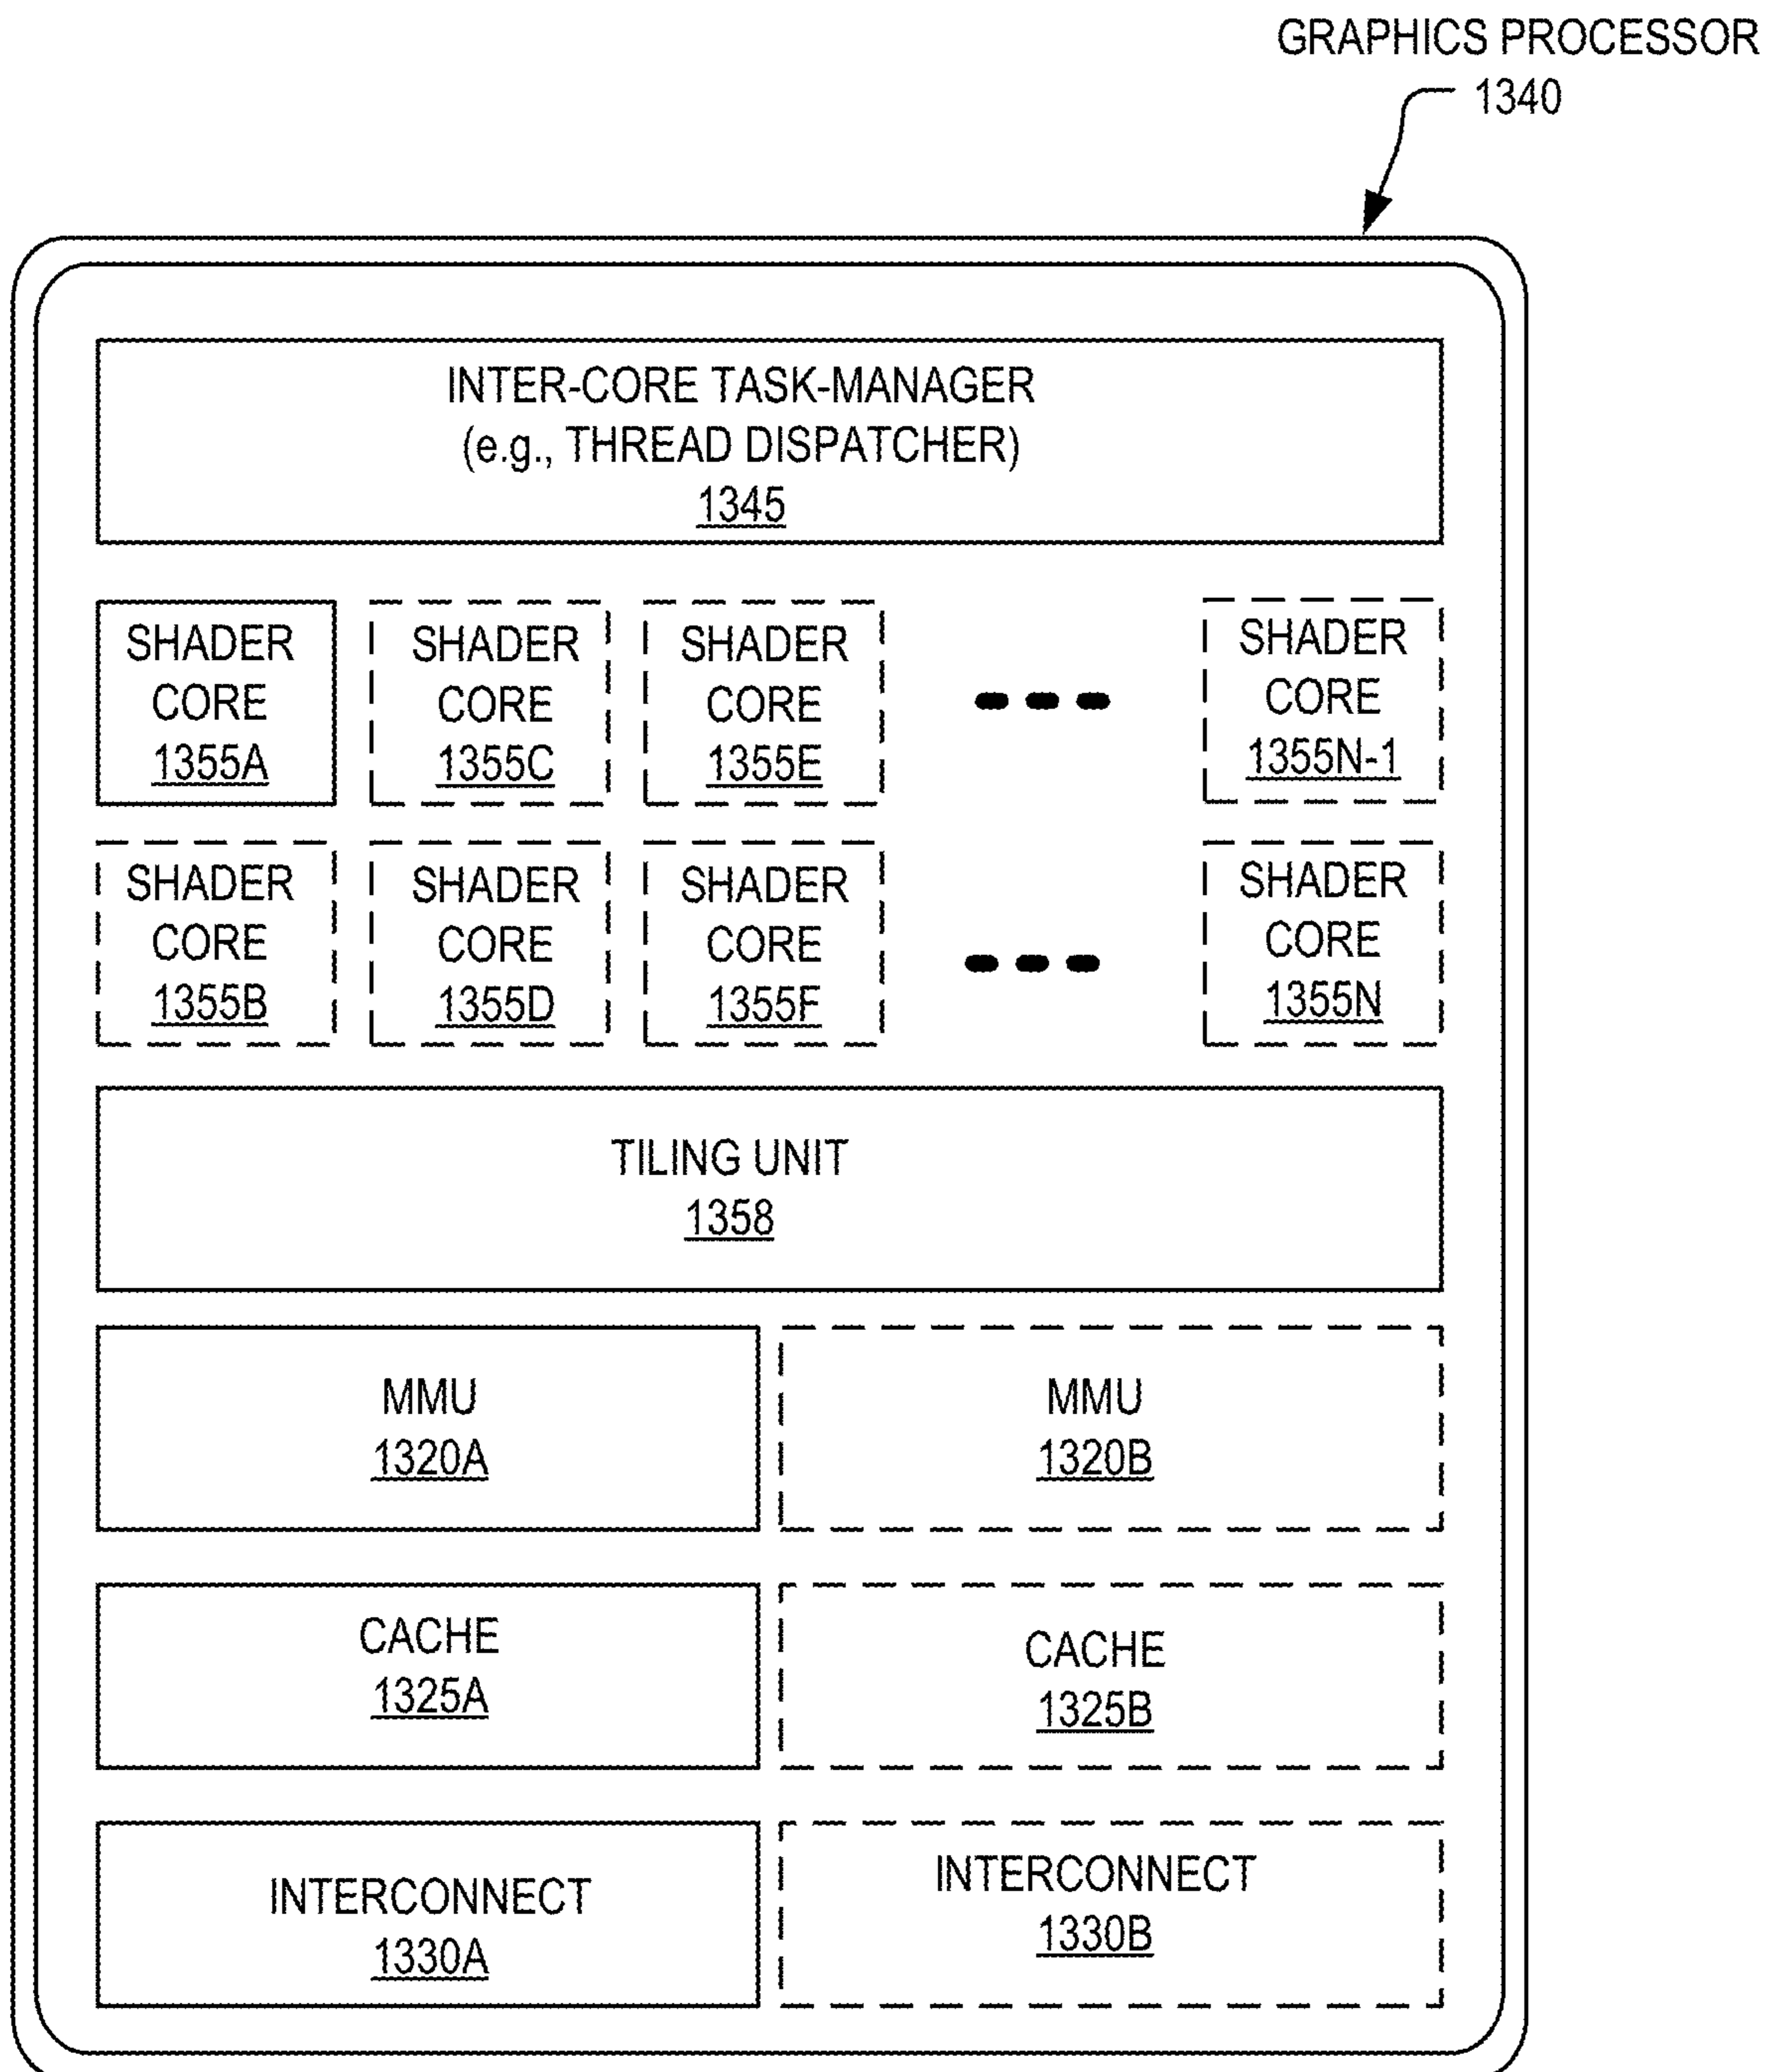 GRAPHICS PROCESSOR
1340
INTER-CORE TASK-MANAGER
(e.g., THREAD DISPATCHER)
1345
SHADER
CORE
1355A
SHADER
CORE
1355C
SHADER
CORE
1355E
SHADER
CORE
1355N-1
SHADER
CORE
1355B
SHADER
CORE
1355D
SHADER
CORE
1355F
SHADER
CORE
1355N
TILING UNIT
1358
MMU
1320A
MMU
1320B
CACHE
1325A
CACHE
1325B
INTERCONNECT
1330A
INTERCONNECT
1330B